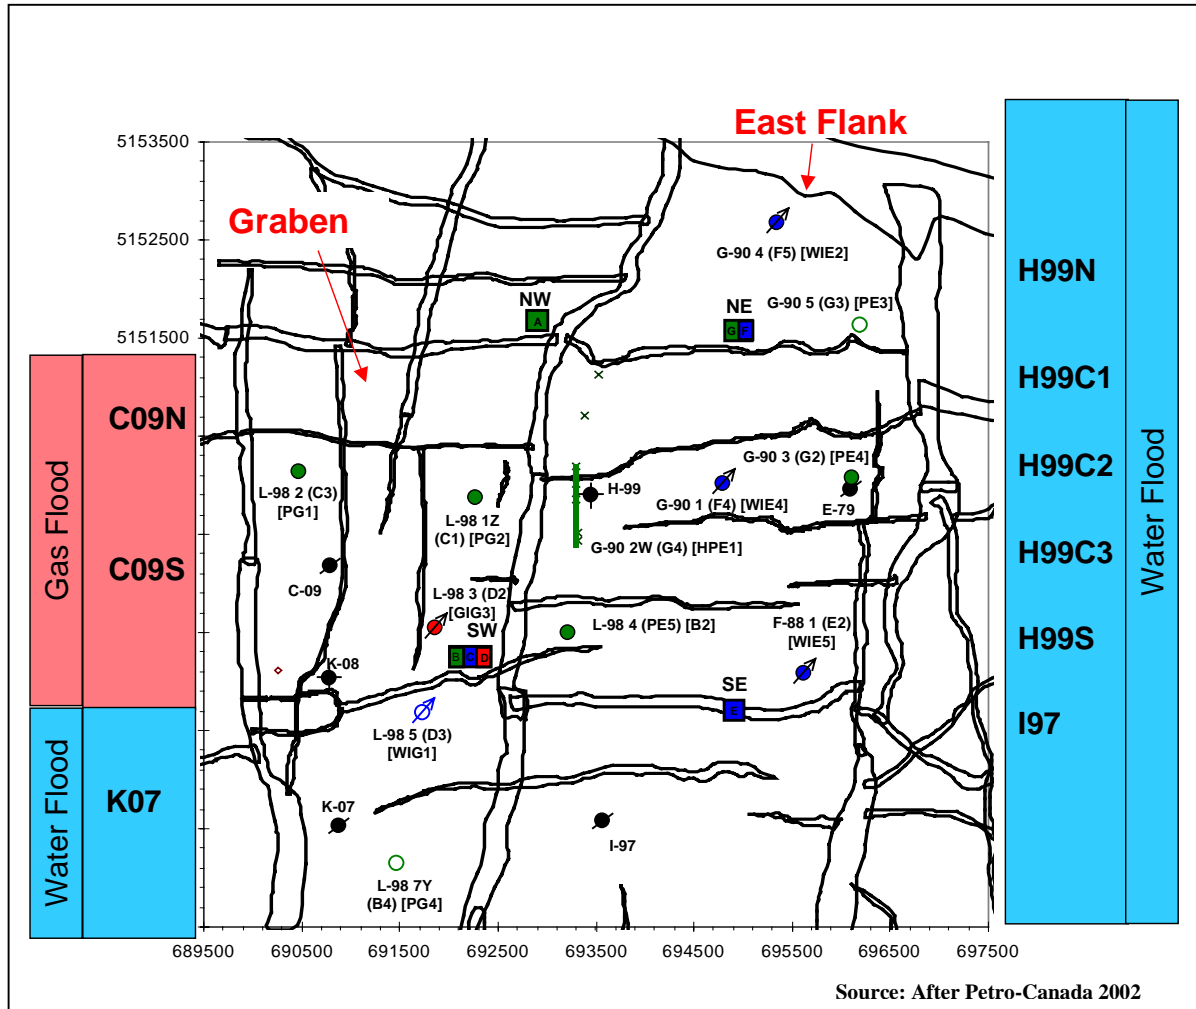 East Flank
5153500
Graben
5152500
G-90 4 (F5) [WIE2]
H99N
NW
A
G-90 5 (G3) [PE3]
NE
G F
5151500
H99C1
C09N
Gas Flood
L-98 2 (C3)
[PG1]
L-98 1Z
(C1) [PG2]
H-99
G-90 3 (G2) [PE4]
G-90 1 (F4) [WIE4]
E-79
H99C2
Water Flood
G-90 2W (G4) [HPE1]
H99C3
C09S
C-09
L-98 3 (D2
[GIG3]
SW
B C D
L-98 4 (PE5) [B2]
F-88 1 (E2)
[WIE5]
H99S
K-08
SE
E
L-98 5 (D3)
[WIG1]
I97
Water Flood
K07
K-07
I-97
L-98 7Y
(B4) [PG4]
689500 690500 691500 692500 693500 694500 695500 696500 697500
Source: After Petro-Canada 2002